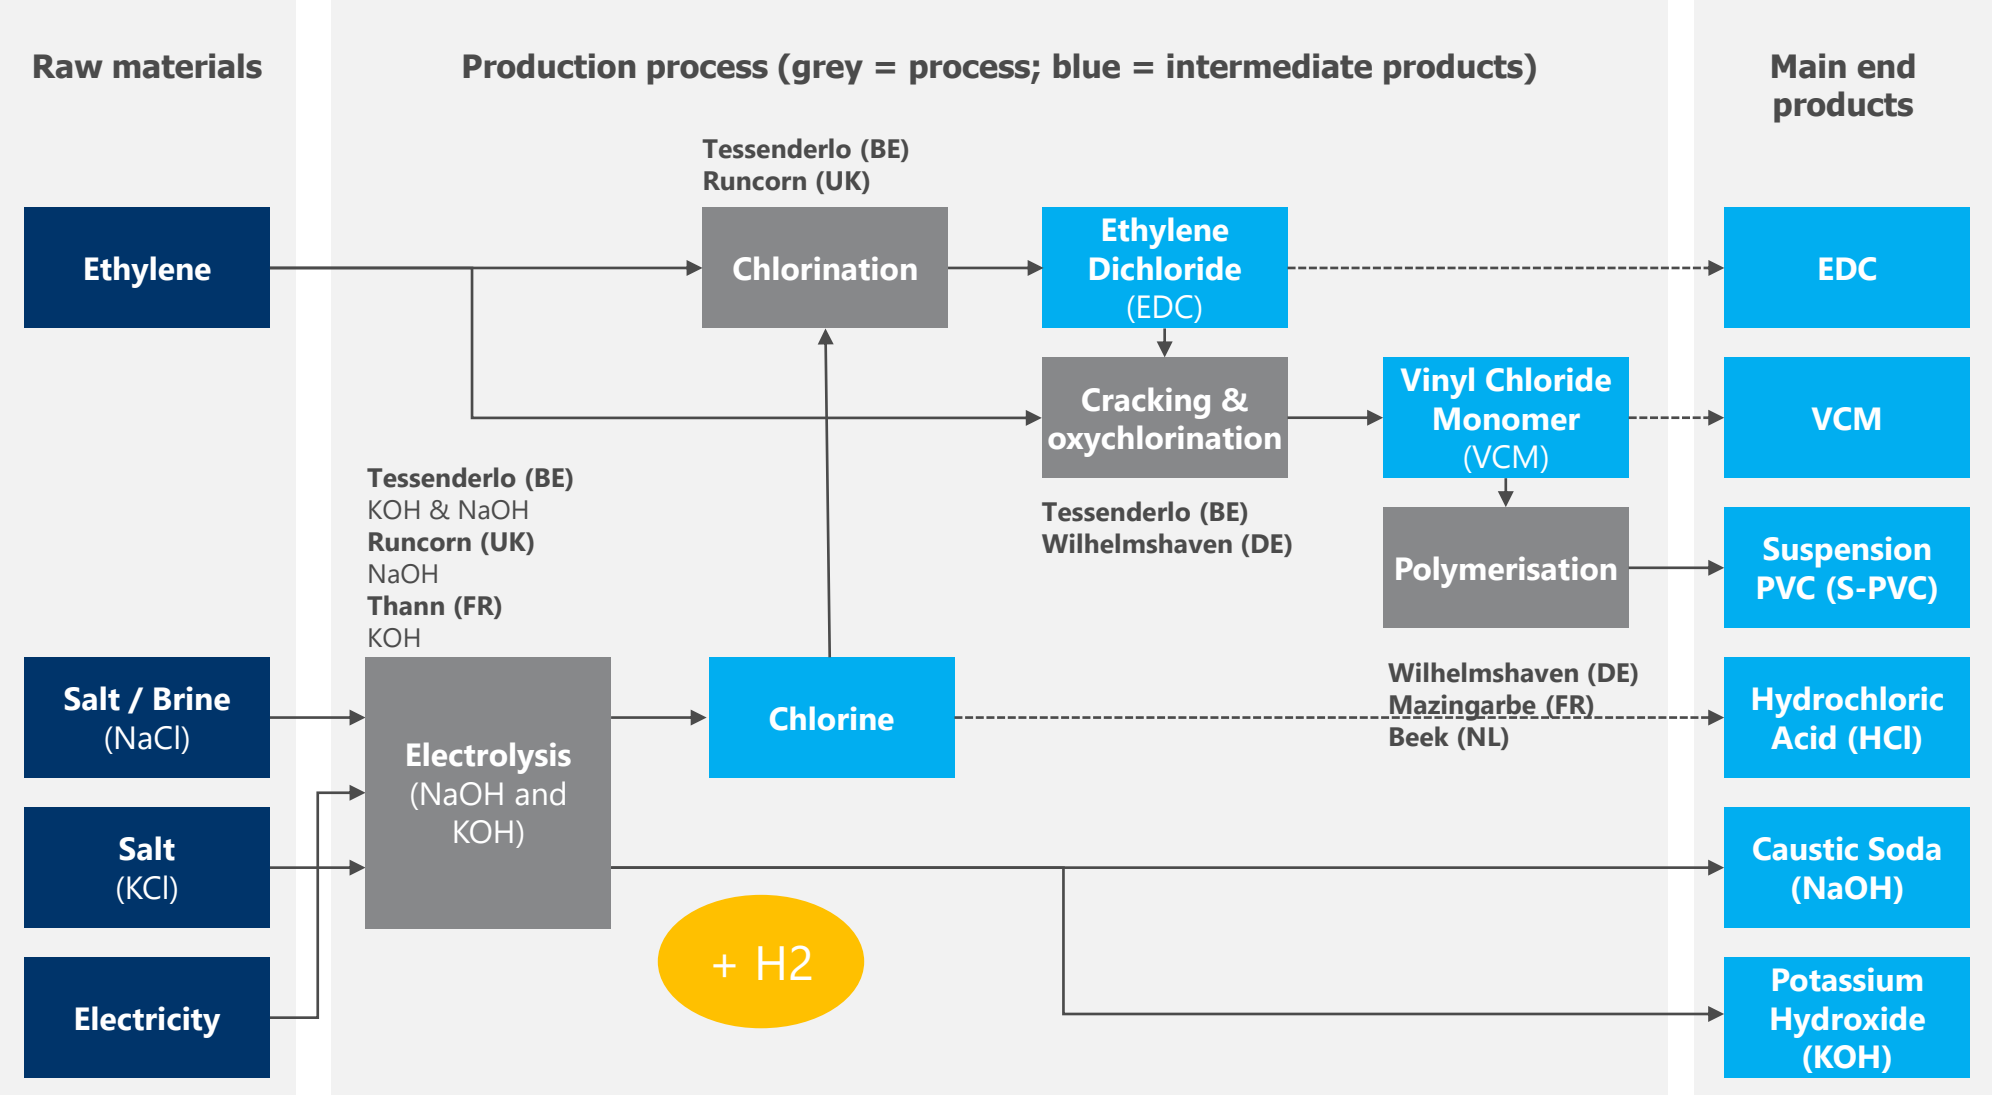 Raw materials
Production process (grey = process; blue = intermediate products)
Main end
products
Tessenderlo (BE)
Runcorn (UK)
Ethylene
Chlorination
Ethylene
Dichloride
(EDC)
EDC
Cracking &
oxychlorination
Vinyl Chloride
Monomer
(VCM)
VCM
Tessenderlo (BE)
KOH & NaOH
Runcorn (UK)
NaOH
Thann (FR)
KOH
Tessenderlo (BE)
Wilhelmshaven (DE)
Polymerisation
Suspension
PVC (S-PVC)
Salt / Brine
(NaCl)
Electrolysis
(NaOH and
KOH)
Chlorine
Wilhelmshaven (DE)
Mazingarbe (FR)
Beek (NL)
Hydrochloric
Acid (HCl)
Salt
(KCl)
Caustic Soda
(NaOH)
+ H2
Electricity
Potassium
Hydroxide
(KOH)